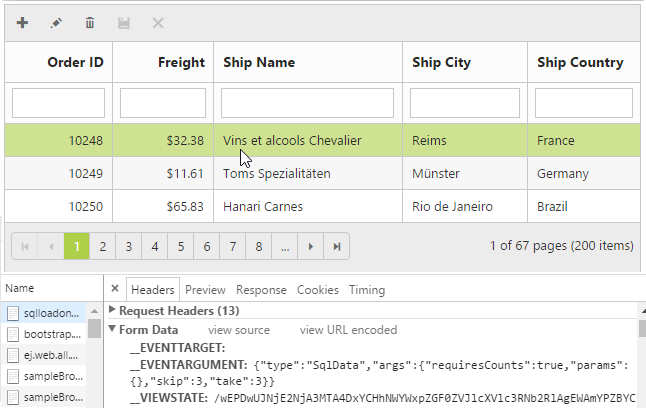 Order ID Freight Ship Name Ship City Ship Country
10248 $32.38 Vins et alcools Chevalier Reims France
10249 $11.61 Toms Spezialitäten Münster Germany
10250 $65.83 Hanari Carnes Rio de Janeiro Brazil
1 2 3 4 5 6 7 8 ... 1 of 67 pages (200 items)
Name × Headers Preview Response Cookies Timing
sqlloadon... Request Headers (13)
bootstrap.... Form Data view source view URL encoded
ej.web.all.... __EVENTTARGET:
sampleBro... __EVENTARGUMENT: {"type":"SqlData","args":{"requiresCounts":true,"params":
{},"skip":3,"take":3}}
sampleBro... __VIEWSTATE: /wEPDwUJNjE2NjA3MTA4DxYCHhNWYWxpZGF0ZVJlcXVlc3RNb2RlAgEWAmYPZBYC